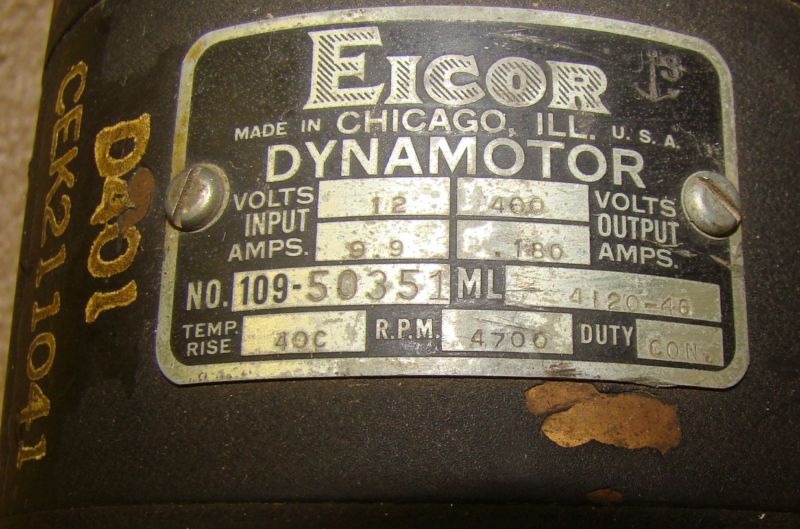 EICOR
MADE IN CHICAGO, ILL. U. S. A.
DYNAMOTOR
VOLTS 12 400 VOLTS
INPUT OUTPUT
AMPS. 9.9 .180 AMPS.
NO. 109-50351 ML 4120-46
TEMP. RISE 40C R.P.M. 4700 DUTY CON.
D401
CEK211041